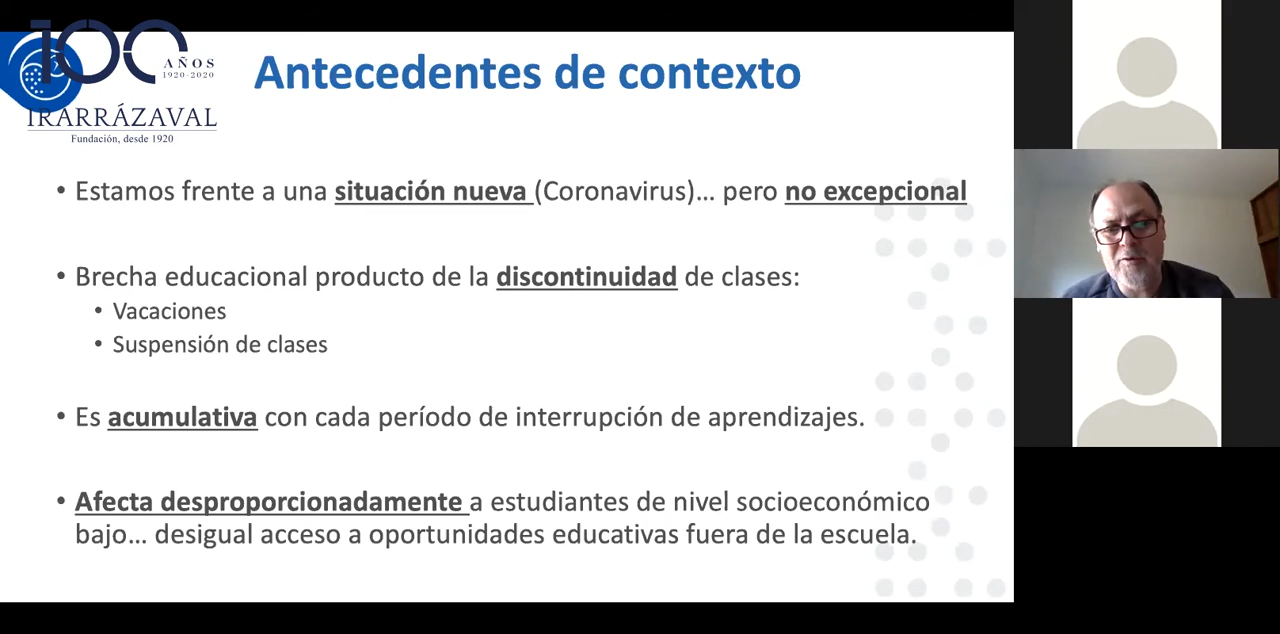 100
AÑOS
1920-2020
IRARRÁZAVAL
Fundación, desde 1920
Antecedentes de contexto
• Estamos frente a una situación nueva (Coronavirus)... pero no excepcional
• Brecha educacional producto de la discontinuidad de clases:
• Vacaciones
• Suspensión de clases
• Es acumulativa con cada período de interrupción de aprendizajes.
• Afecta desproporcionadamente a estudiantes de nivel socioeconómico
bajo... desigual acceso a oportunidades educativas fuera de la escuela.